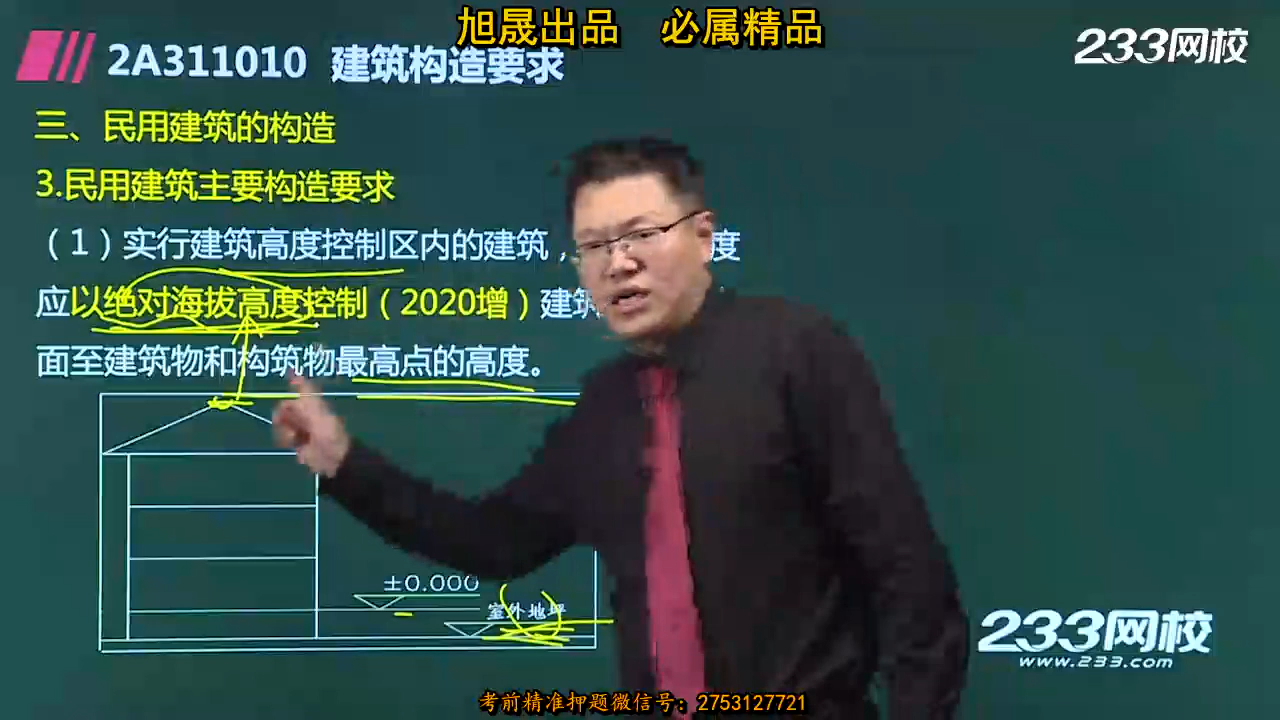 旭晟出品 必属精品
233网校
2A311010 建筑构造要求
三、民用建筑的构造
3.民用建筑主要构造要求
（1）实行建筑高度控制区内的建筑，度
应以绝对海拔高度控制（2020增）建筑
面至建筑物和构筑物最高点的高度。
±0.000
室外地坪
233网校
www.233.com
考前精准押题微信号：2753127721